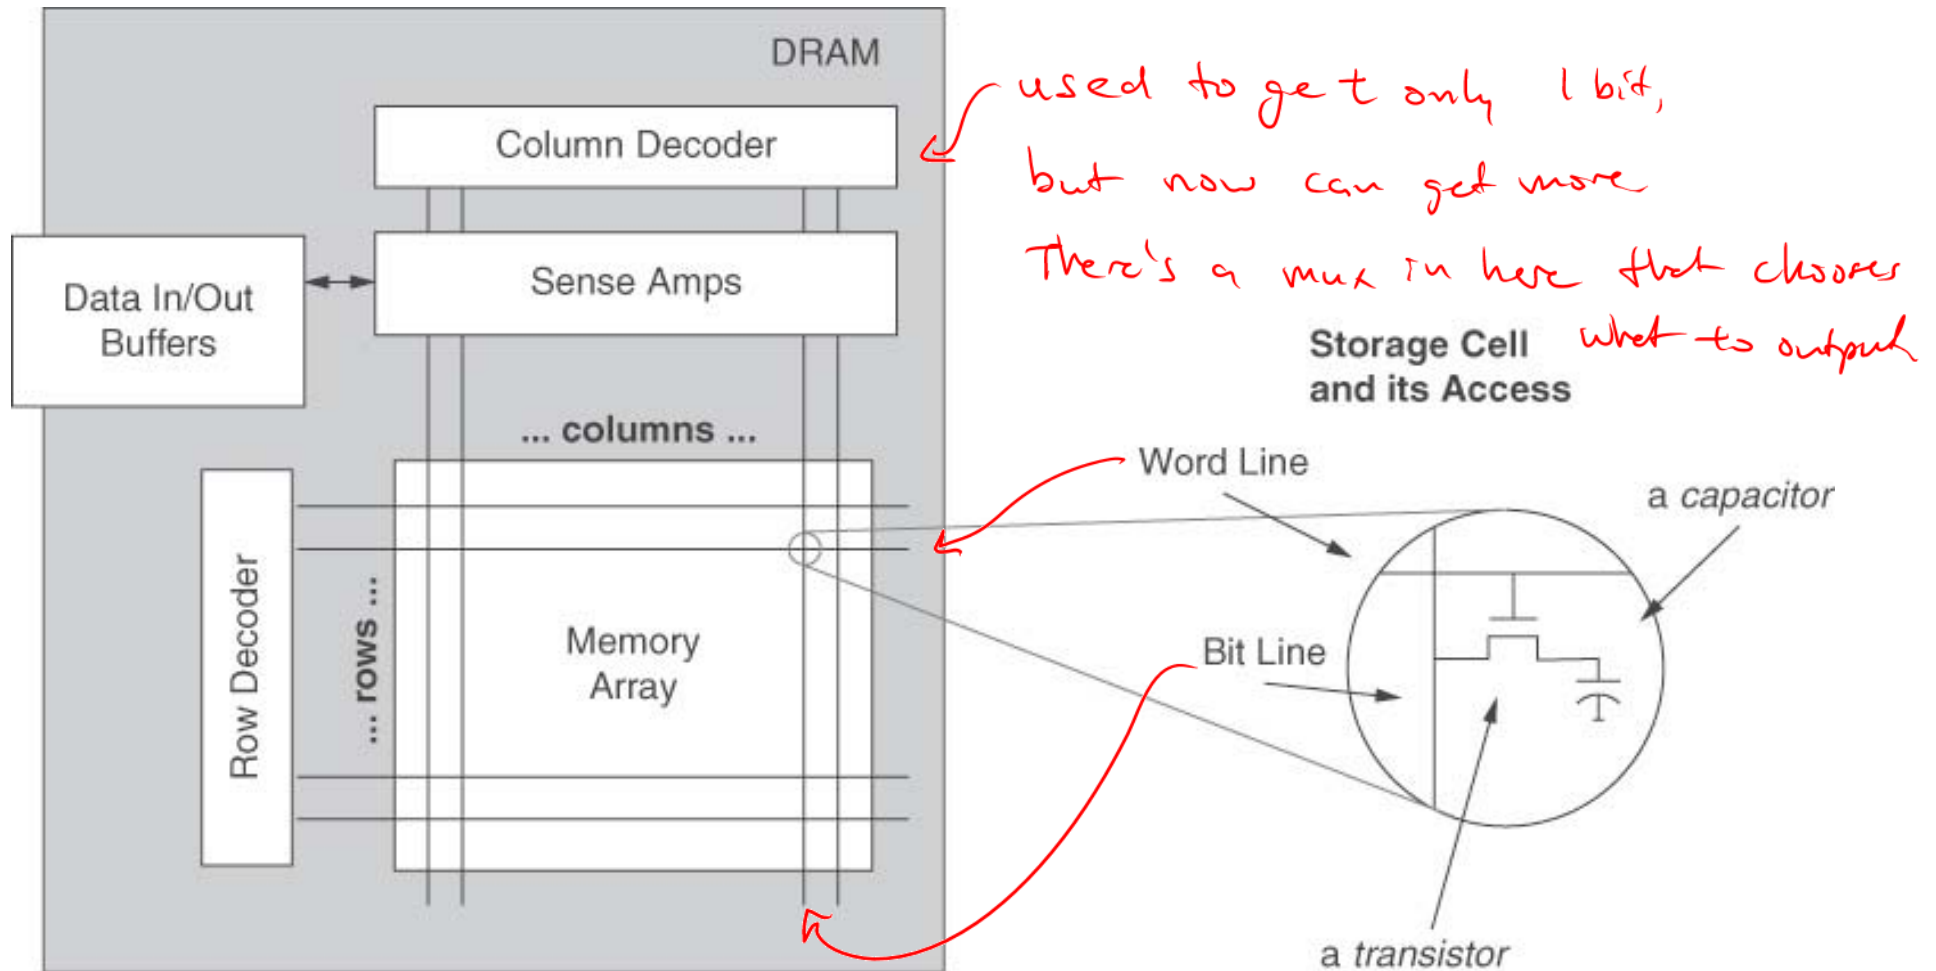 DRAM
Column Decoder
Sense Amps
Data In/Out
Buffers
... columns ...
Row Decoder
... rows ...
Memory
Array
used to get only 1 bit,
but now can get more
There's a mux in here that chooses
what to output
Storage Cell
and its Access
Word Line
a capacitor
Bit Line
a transistor